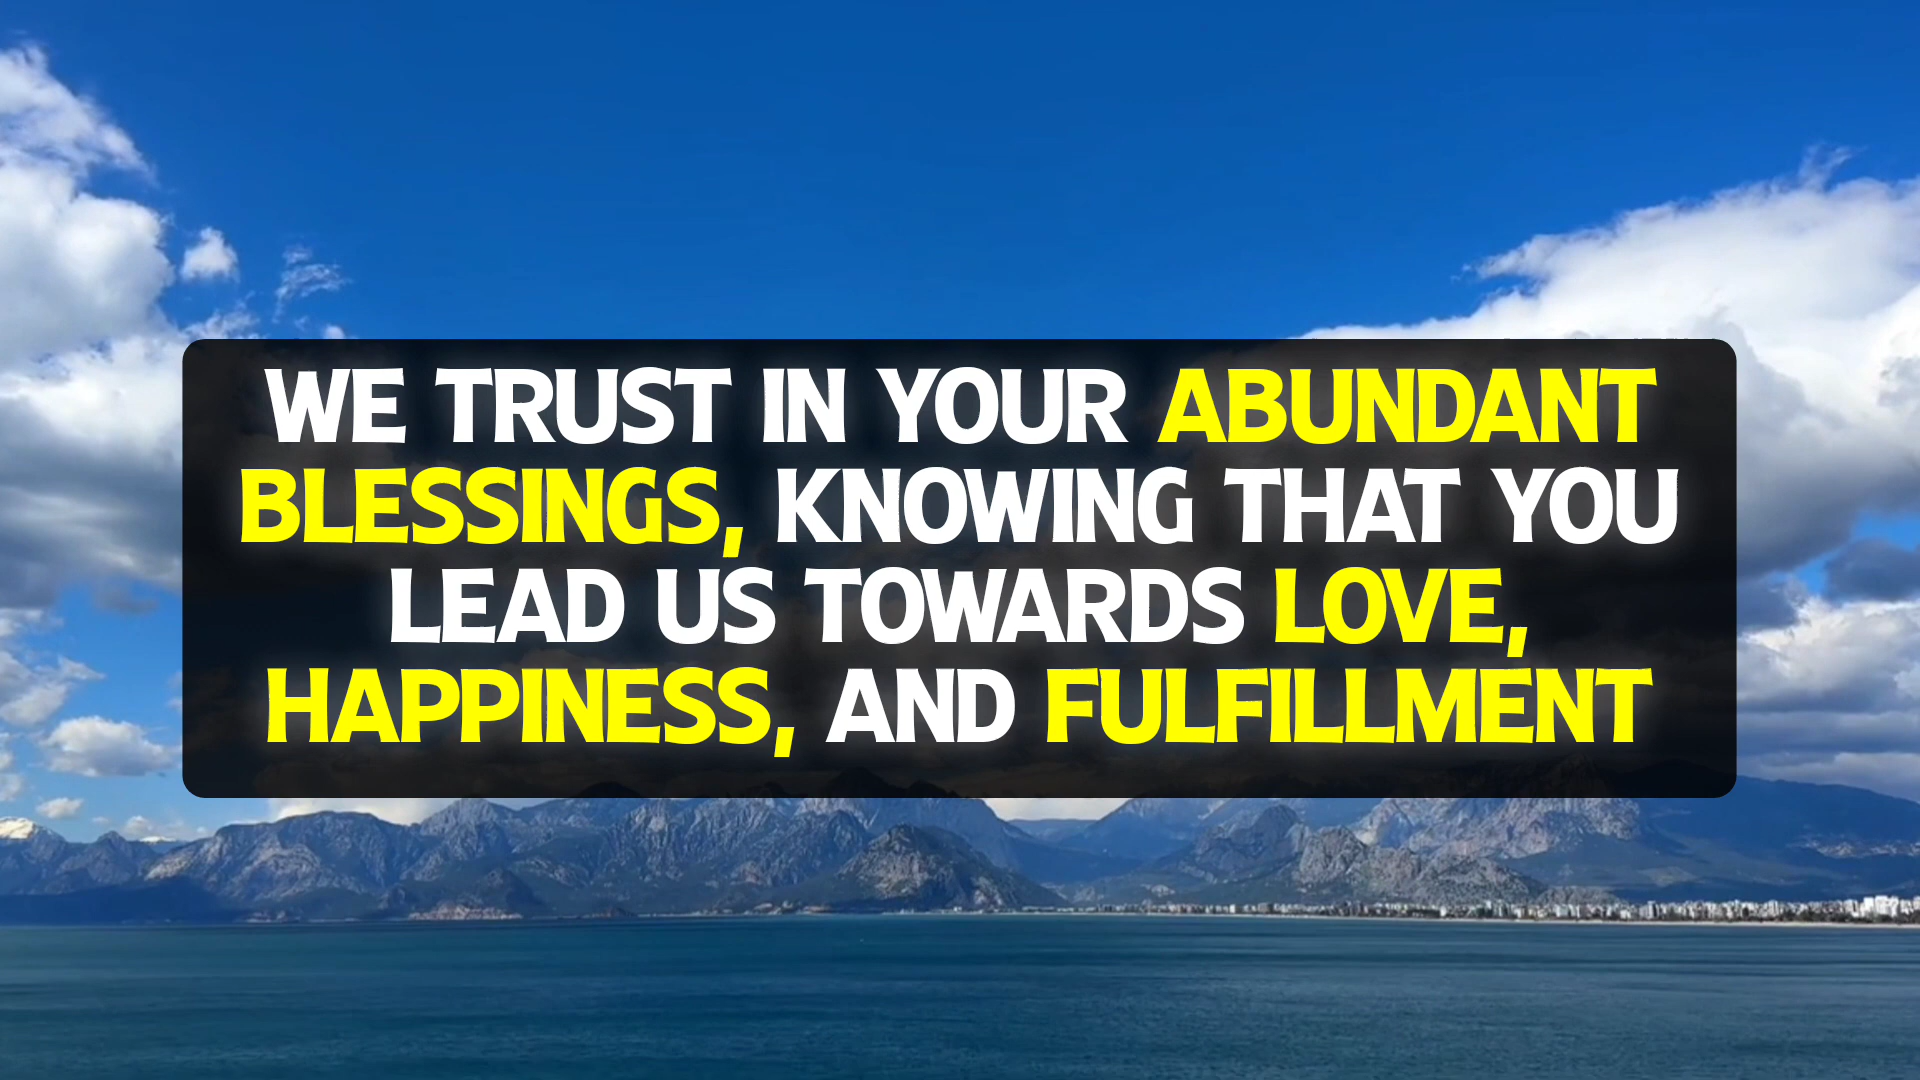 WE TRUST IN YOUR ABUNDANT
BLESSINGS, KNOWING THAT YOU
LEAD US TOWARDS LOVE,
HAPPINESS, AND FULFILLMENT